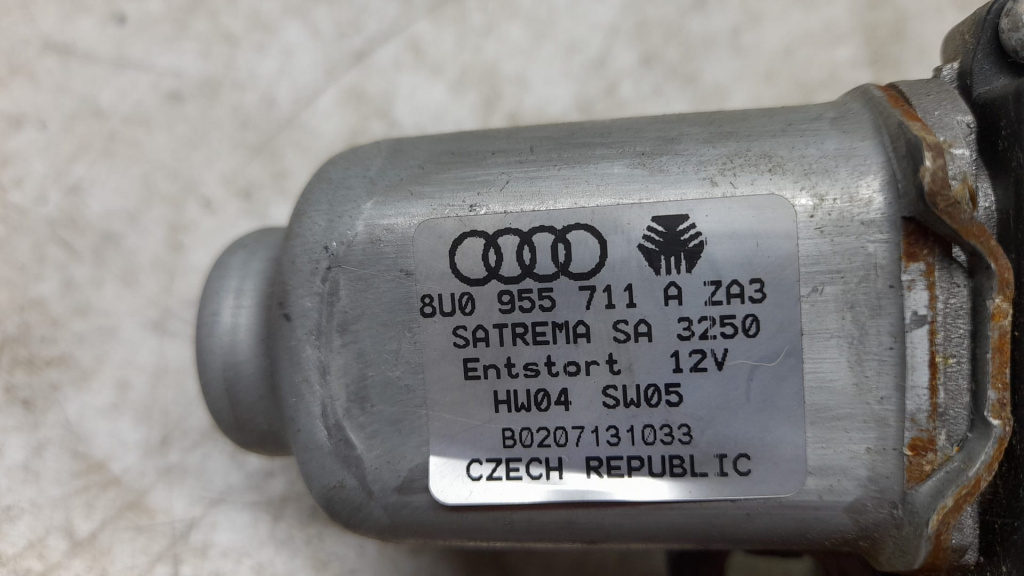 8U0 955 711 A ZA3
SATREMA SA 3250
Entstort 12V
HW04 SW05
B0207131033
CZECH REPUBLIC